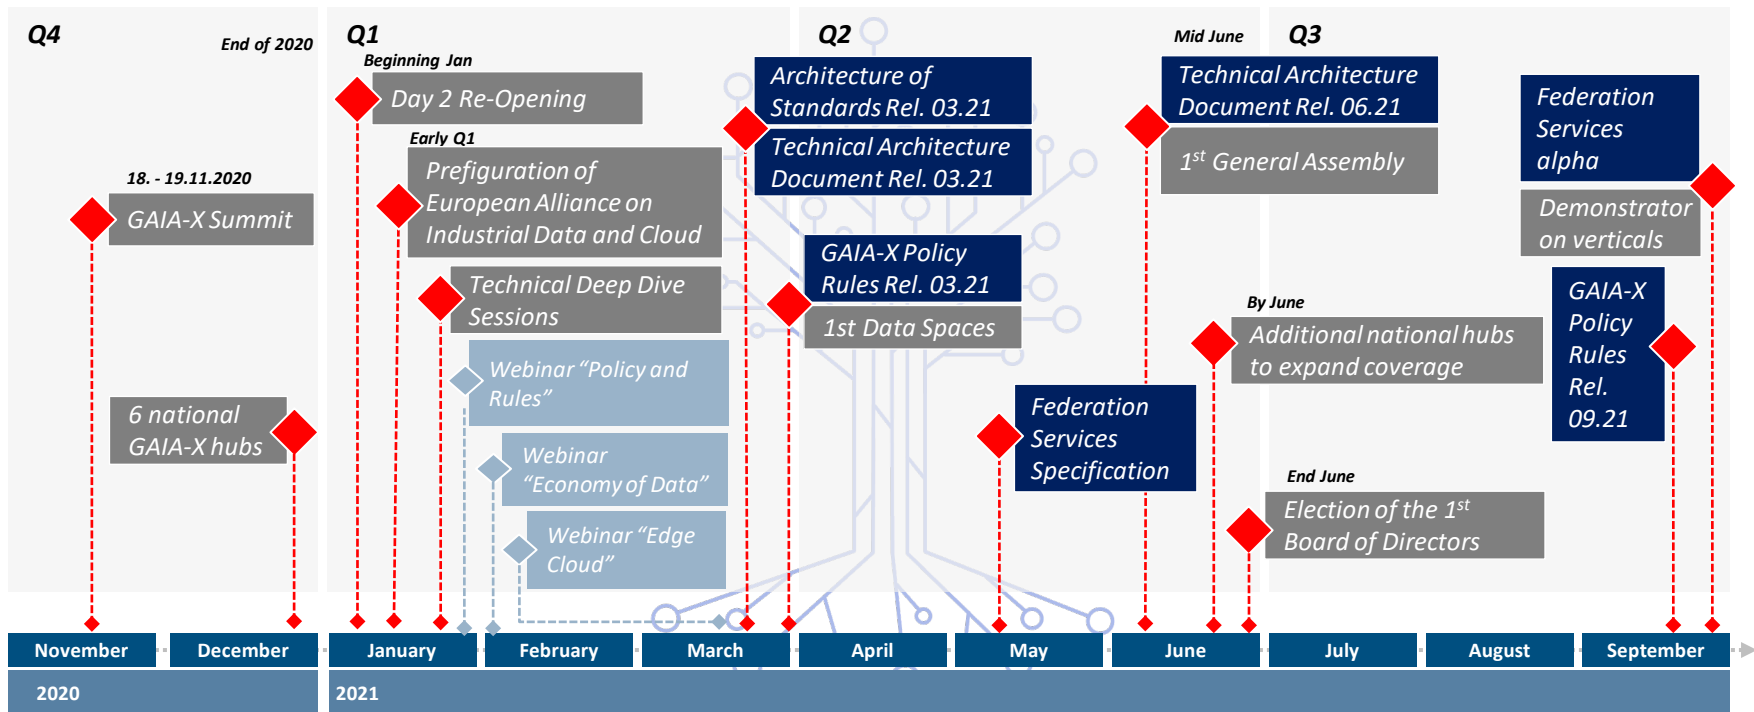 Q4
End of 2020
18. - 19.11.2020
GAIA-X Summit
6 national
GAIA-X hubs
Q1
Beginning Jan
Day 2 Re-Opening
Early Q1
Prefiguration of
European Alliance on
Industrial Data and Cloud
Technical Deep Dive
Sessions
Webinar “Policy and
Rules”
Webinar
“Economy of Data”
Webinar “Edge
Cloud”
Q2
Architecture of
Standards Rel. 03.21
Technical Architecture
Document Rel. 03.21
GAIA-X Policy
Rules Rel. 03.21
1st Data Spaces
Federation
Services
Specification
Mid June
Technical Architecture
Document Rel. 06.21
1st General Assembly
Q3
By June
Additional national hubs
to expand coverage
End June
Election of the 1st
Board of Directors
Federation
Services
alpha
Demonstrator
on verticals
GAIA-X
Policy
Rules
Rel.
09.21
November December January February March April May June July August September
2020 2021